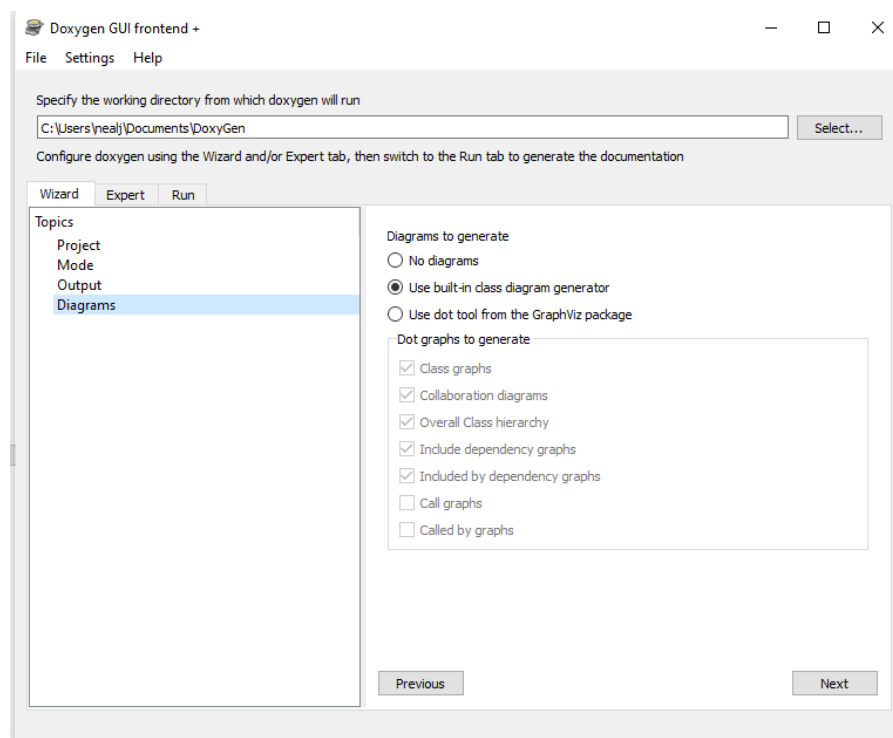 Doxygen GUI frontend +
File Settings Help
Specify the working directory from which doxygen will run
C:\Users\nealj\Documents\DoxyGen
Select...
Configure doxygen using the Wizard and/or Expert tab, then switch to the Run tab to generate the documentation
Wizard Expert Run
Topics
Project
Mode
Output
Diagrams
Diagrams to generate
No diagrams
Use built-in class diagram generator
Use dot tool from the GraphViz package
Dot graphs to generate
Class graphs
Collaboration diagrams
Overall Class hierarchy
Include dependency graphs
Included by dependency graphs
Call graphs
Called by graphs
Previous
Next